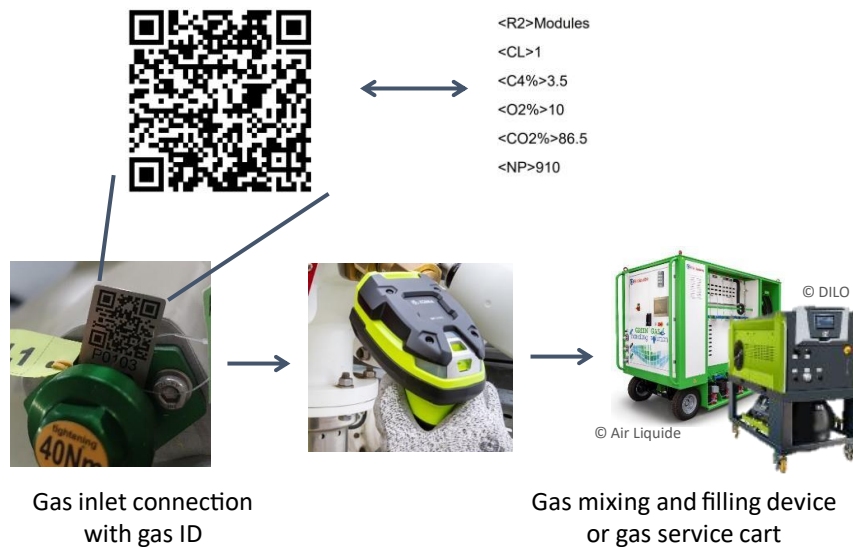 <R2>Modules
<CL>1
<C4%>3.5
<O2%>10
<CO2%>86.5
<NP>910
© DILO
P0103
tightening
40Nm
© Air Liquide
Gas inlet connection
with gas ID
Gas mixing and filling device
or gas service cart